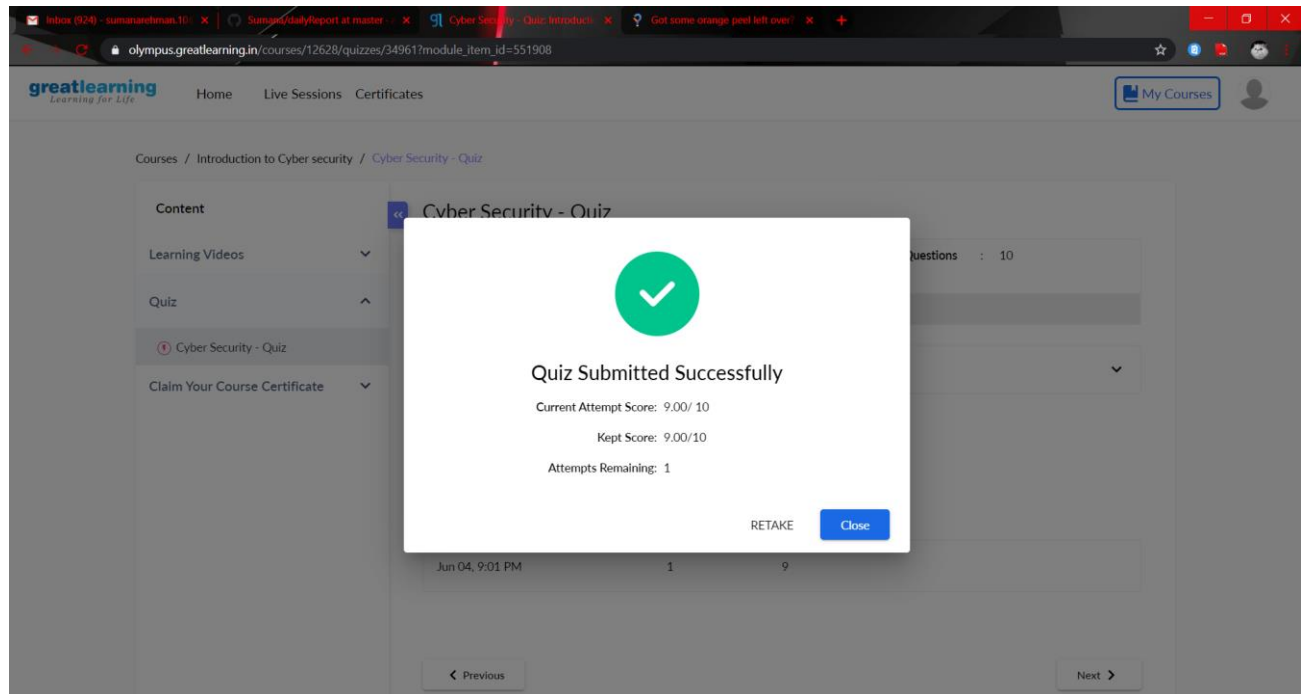 Inbox (924) - sumanarehman.10
Sumana/dailyReport at master
Cyber Security - Quiz: Introducti
Got some orange peel left over?
olympus.greatlearning.in/courses/12628/quizzes/34961?module_item_id=551908
greatlearning
Learning for Life
Home
Live Sessions
Certificates
My Courses
Courses / Introduction to Cyber security / Cyber Security - Quiz
Content
Cyber Security - Quiz
Learning Videos
Questions : 10
Quiz
Cyber Security - Quiz
Claim Your Course Certificate
Quiz Submitted Successfully
Current Attempt Score: 9.00/ 10
Kept Score: 9.00/10
Attempts Remaining: 1
RETAKE
Close
Jun 04, 9:01 PM 1 9
Previous
Next